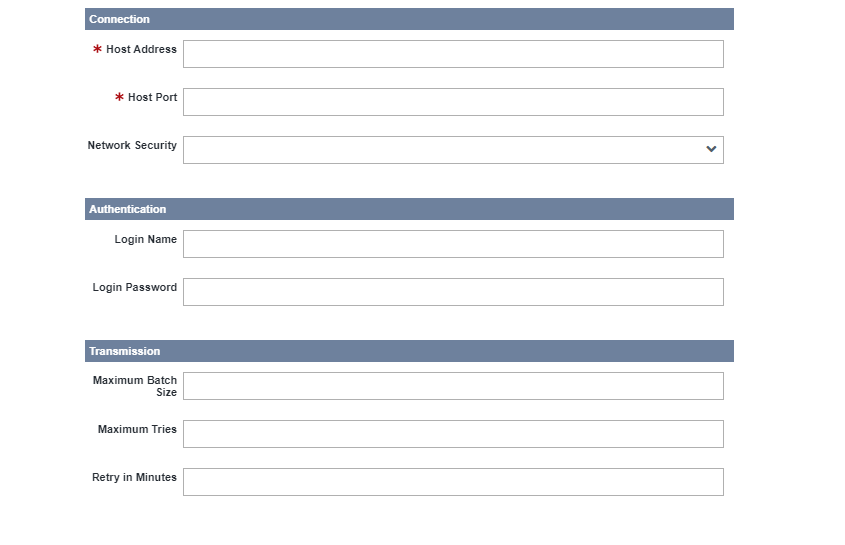 Connection
* Host Address
* Host Port
Network Security
Authentication
Login Name
Login Password
Transmission
Maximum Batch
Size
Maximum Tries
Retry in Minutes